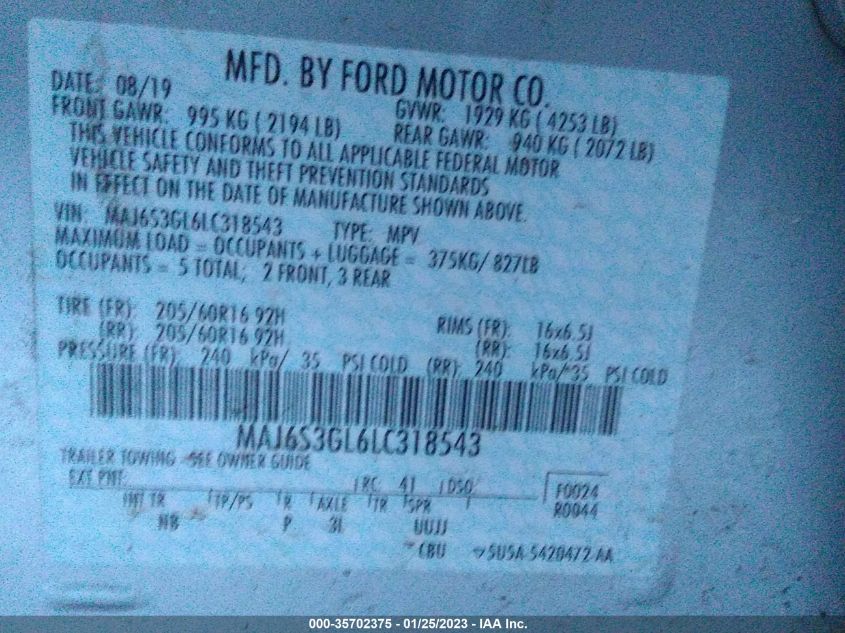 MFD. BY FORD MOTOR CO.
DATE: 08/19 GVWR: 1929 KG ( 4253 LB)
FRONT GAWR: 995 KG ( 2194 LB) REAR GAWR: 940 KG ( 2072 LB)
THIS VEHICLE CONFORMS TO ALL APPLICABLE FEDERAL MOTOR
VEHICLE SAFETY AND THEFT PREVENTION STANDARDS
IN EFFECT ON THE DATE OF MANUFACTURE SHOWN ABOVE.
VIN: MAJ6S3GL6LC318543 TYPE: MPV
MAXIMUM LOAD = OCCUPANTS + LUGGAGE = 375KG/ 827LB
OCCUPANTS = 5 TOTAL; 2 FRONT, 3 REAR
TIRE (FR): 205/60R16 92H RIMS (FR): 16x6.5J
(RR): 205/60R16 92H (RR): 16x6.5J
PRESSURE (FR): 240 kPa/ 35 PSI COLD (RR): 240 kPa/ 35 PSI COLD
MAJ6S3GL6LC318543
TRAILER TOWING -SEE OWNER GUIDE
EXT PNT: RC: 41 DSO: F0024
R0044
INT TR TP/PS R AXLE TR SPR
NB P 3L UUJJ
CBU 5U5A-5420472-AA
000-35702375 - 01/25/2023 - IAA Inc.